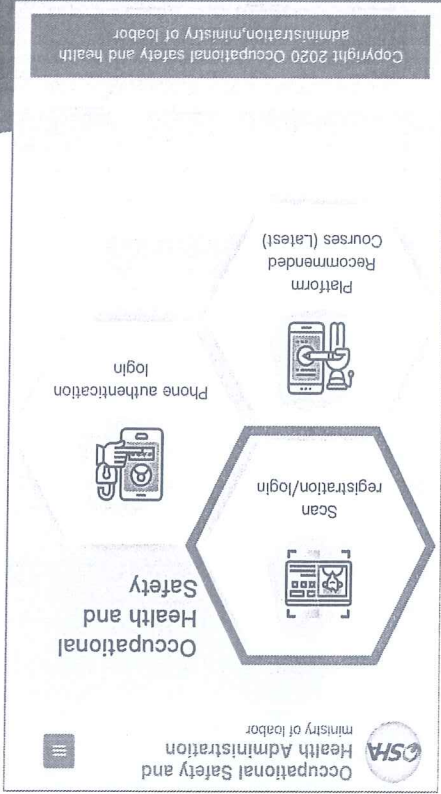 OSHA
Occupational Safety and
Health Administration
ministry of loabor
Occupational
Health and
Safety
Scan
registration/login
Phone authentication
login
Platform
Recommended
Courses (Latest)
Copyright 2020 Occupational safety and health
administration,ministry of loabor